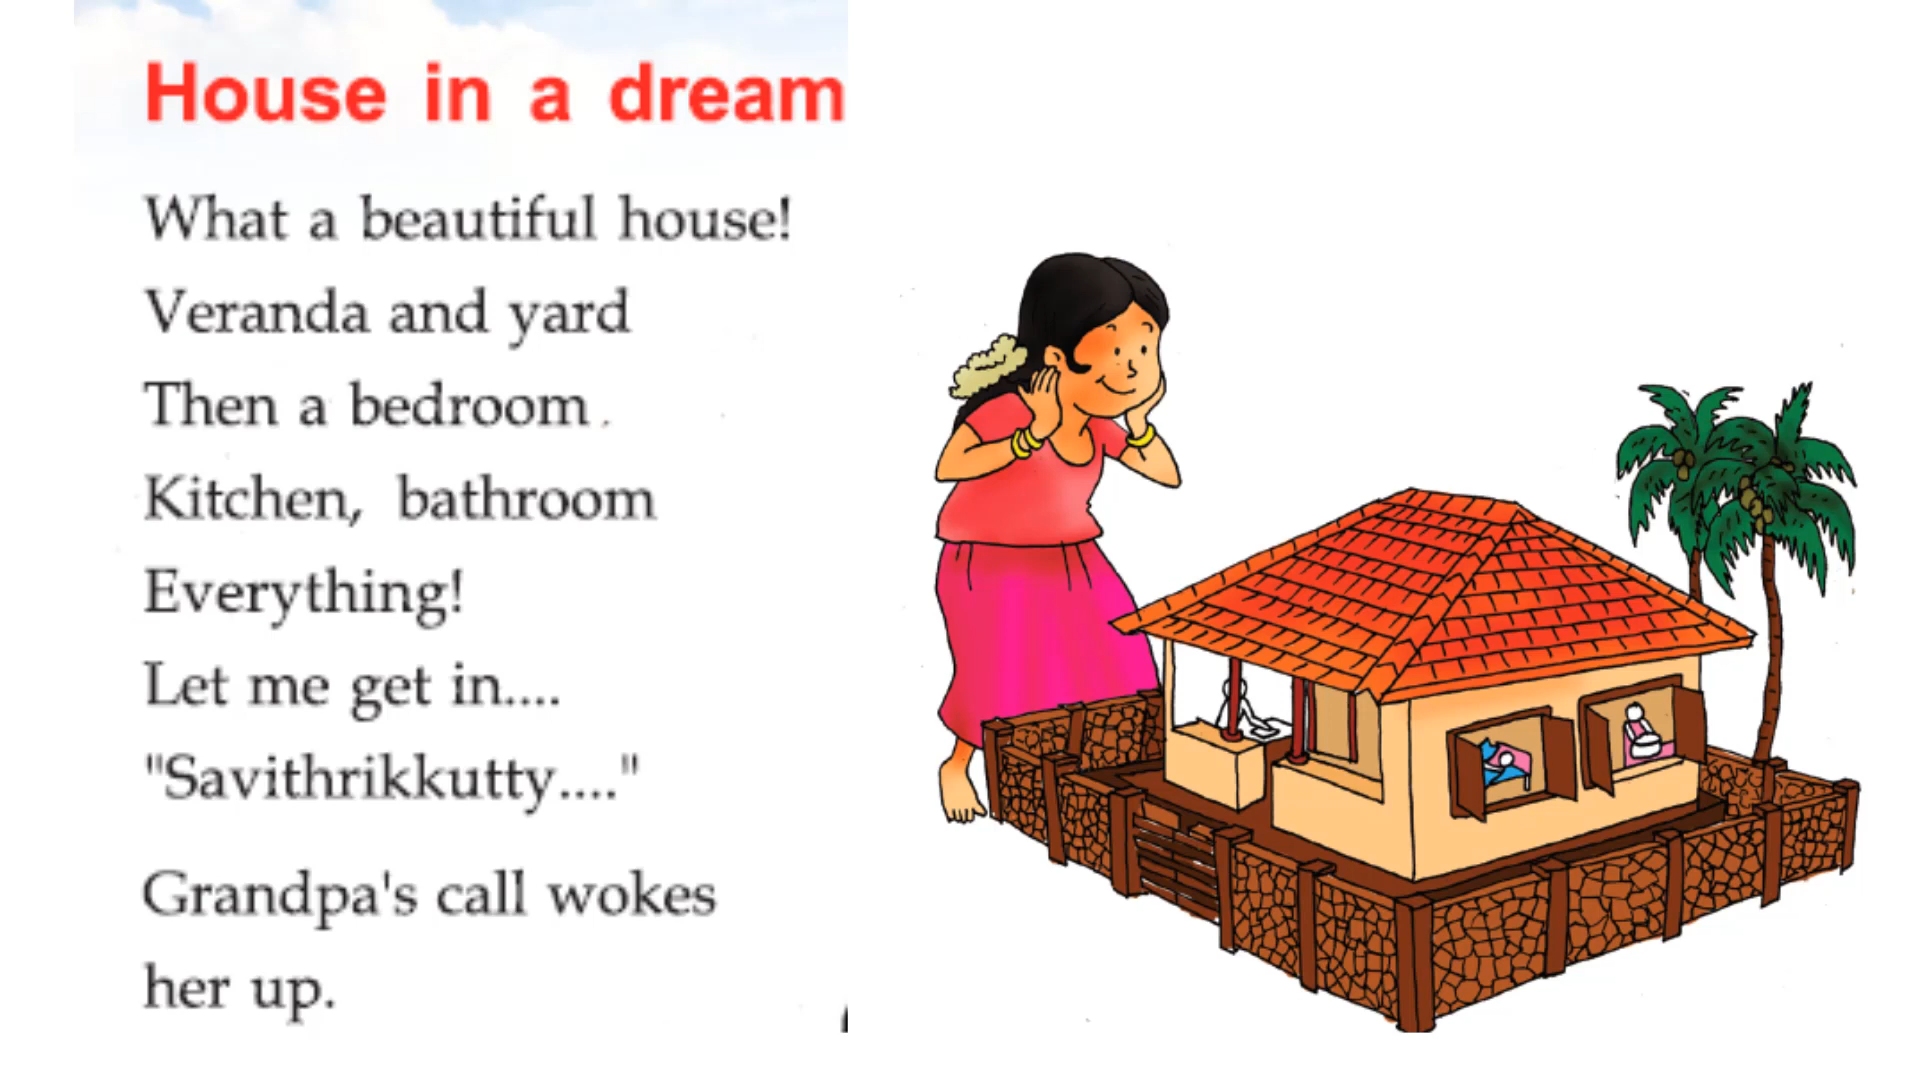 House in a dream
What a beautiful house!
Veranda and yard
Then a bedroom
Kitchen, bathroom
Everything!
Let me get in....
"Savithrikkutty...."
Grandpa's call wokes
her up.